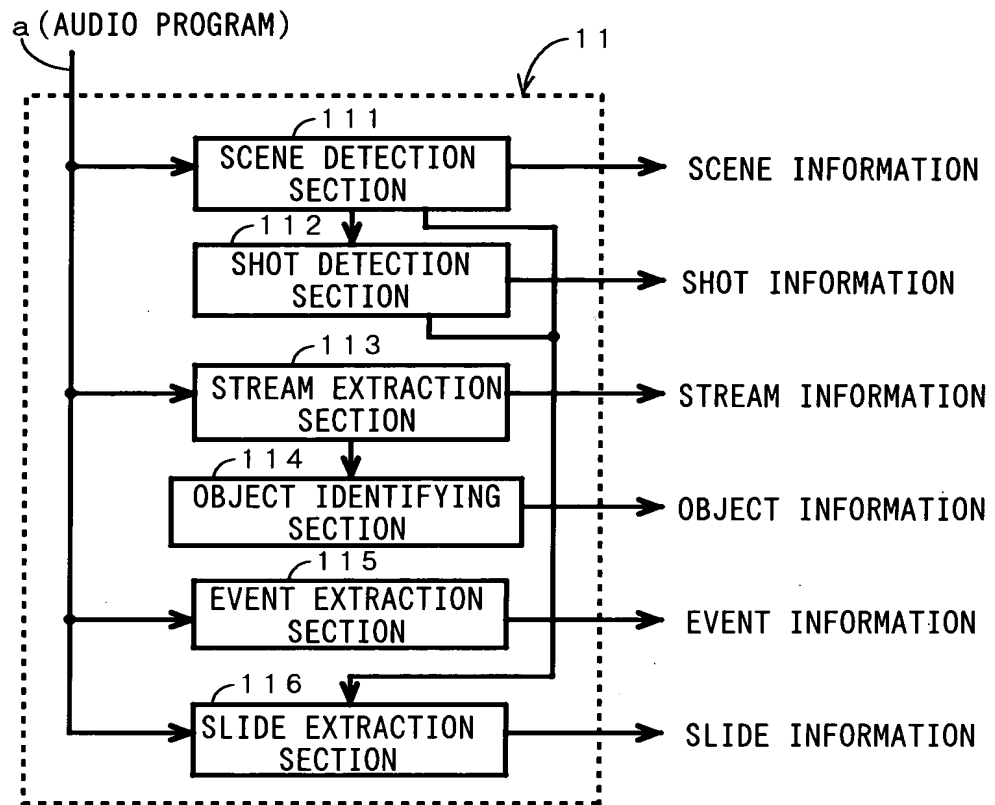 a (AUDIO PROGRAM)
11
111
SCENE DETECTION
SECTION
SCENE INFORMATION
112
SHOT DETECTION
SECTION
SHOT INFORMATION
113
STREAM EXTRACTION
SECTION
STREAM INFORMATION
114
OBJECT IDENTIFYING
SECTION
OBJECT INFORMATION
115
EVENT EXTRACTION
SECTION
EVENT INFORMATION
116
SLIDE EXTRACTION
SECTION
SLIDE INFORMATION